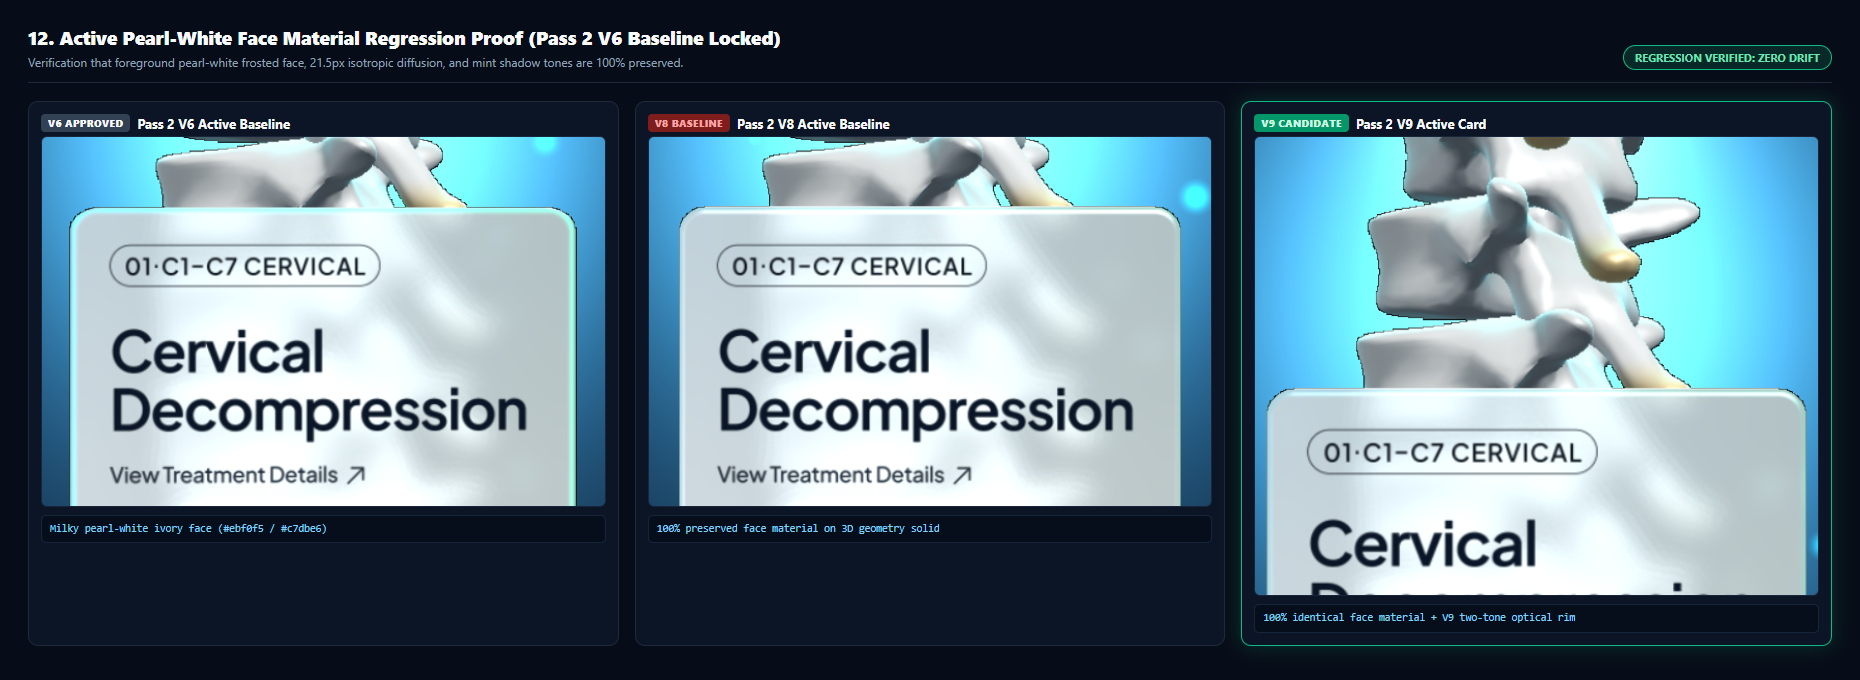 12. Active Pearl-White Face Material Regression Proof (Pass 2 V6 Baseline Locked)
Verification that foreground pearl-white frosted face, 21.5px isotropic diffusion, and mint shadow tones are 100% preserved.
REGRESSION VERIFIED: ZERO DRIFT
V6 APPROVED Pass 2 V6 Active Baseline
01·C1–C7 CERVICAL
Cervical
Decompression
View Treatment Details ↗
Milky pearl-white ivory face (#ebf0f5 / #c7dbe6)
V8 BASELINE Pass 2 V8 Active Baseline
01·C1–C7 CERVICAL
Cervical
Decompression
View Treatment Details ↗
100% preserved face material on 3D geometry solid
V9 CANDIDATE Pass 2 V9 Active Card
01·C1–C7 CERVICAL
Cervical
100% identical face material + V9 two-tone optical rim